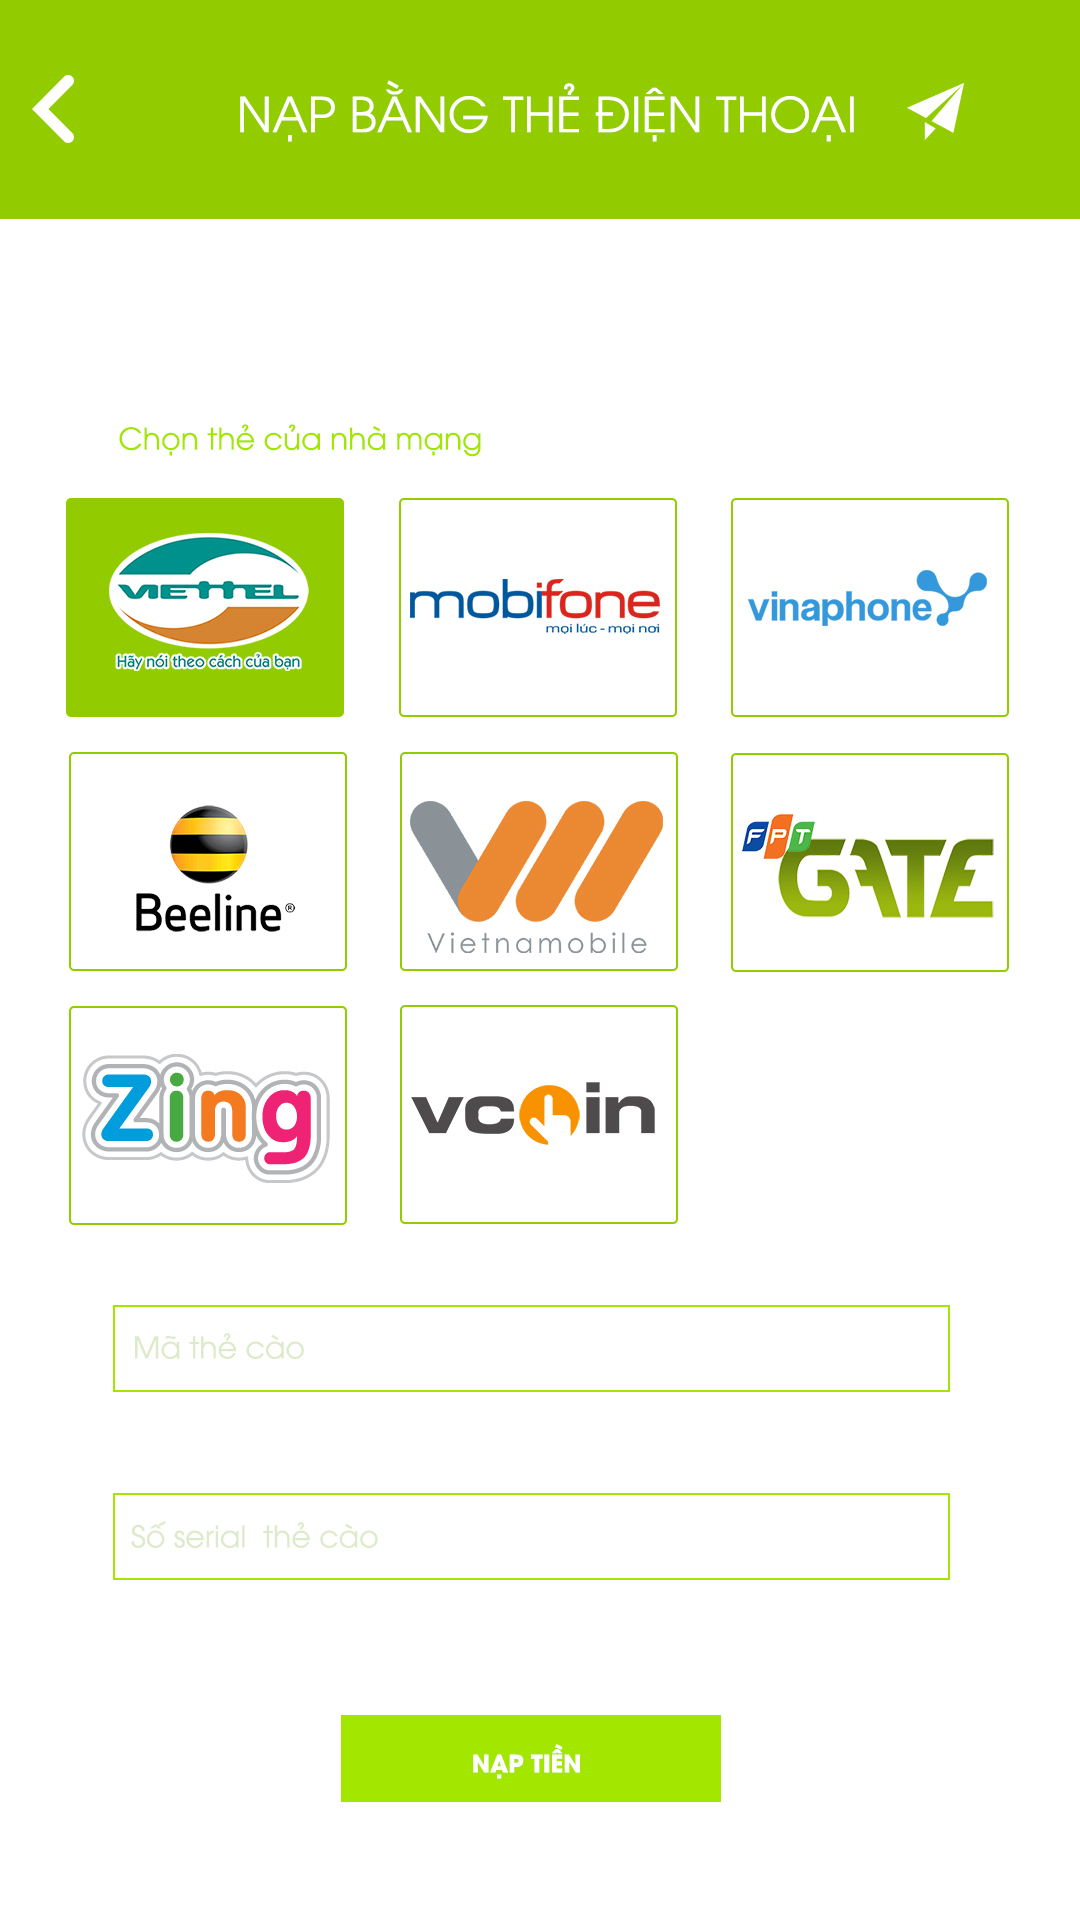 NẠP BẰNG THẺ ĐIỆN THOẠI
Chọn thẻ của nhà mạng
VIETTEL
Hãy nói theo cách của bạn
mobifone
mọi lúc - mọi nơi
vinaphone
Beeline®
Vietnamobile
FPT
GATE
Zing
vcoin
Mã thẻ cào
Số serial thẻ cào
NẠP TIỀN